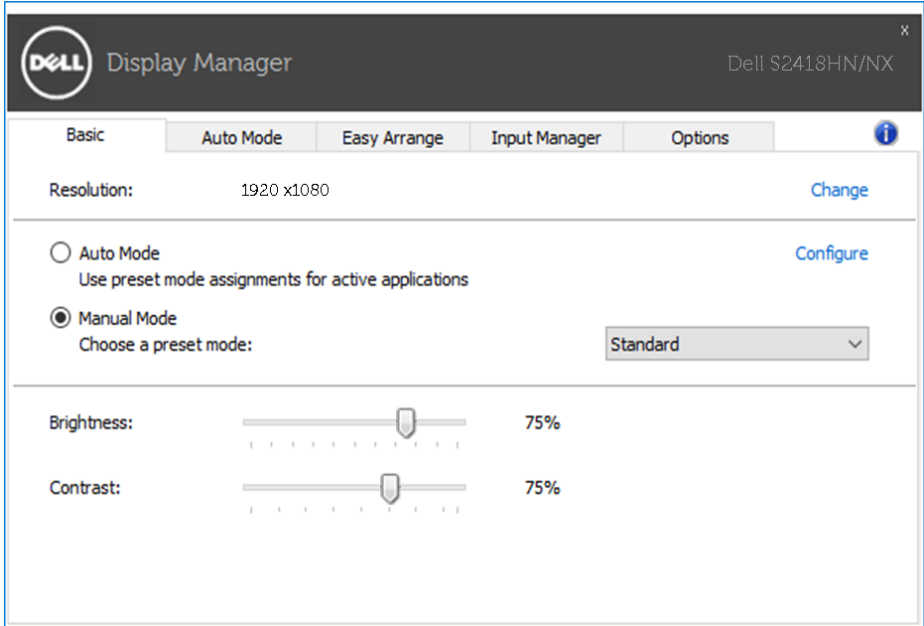 DELL Display Manager
x
Dell S2418HN/NX
Basic Auto Mode Easy Arrange Input Manager Options
Resolution: 1920 x1080 Change
Auto Mode Configure
Use preset mode assignments for active applications
Manual Mode
Choose a preset mode: Standard
Brightness: 75%
Contrast: 75%